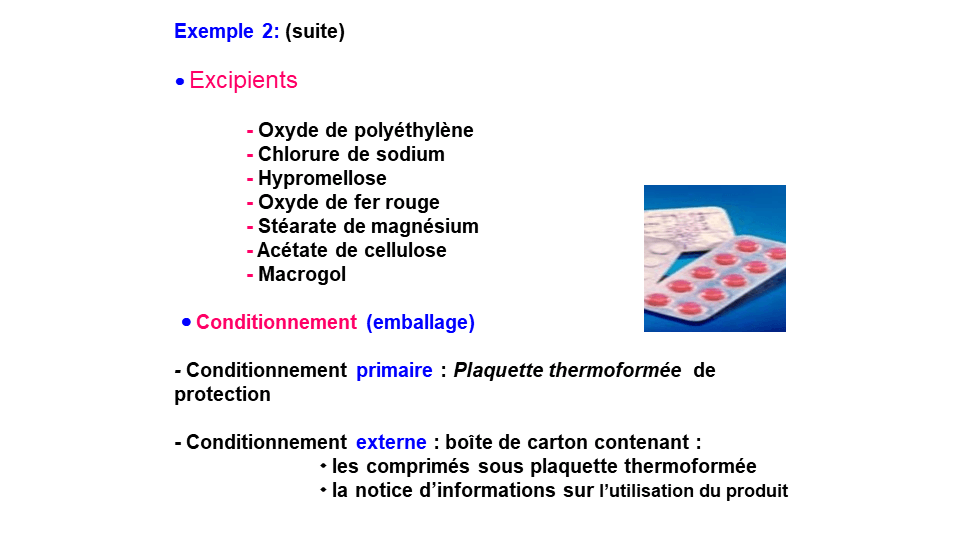 Exemple 2: (suite)
• Excipients
- Oxyde de polyéthylène
- Chlorure de sodium
- Hypromellose
- Oxyde de fer rouge
- Stéarate de magnésium
- Acétate de cellulose
- Macrogol
• Conditionnement (emballage)
- Conditionnement primaire : Plaquette thermoformée de
protection
- Conditionnement externe : boîte de carton contenant :
les comprimés sous plaquette thermoformée
la notice d’informations sur l’utilisation du produit